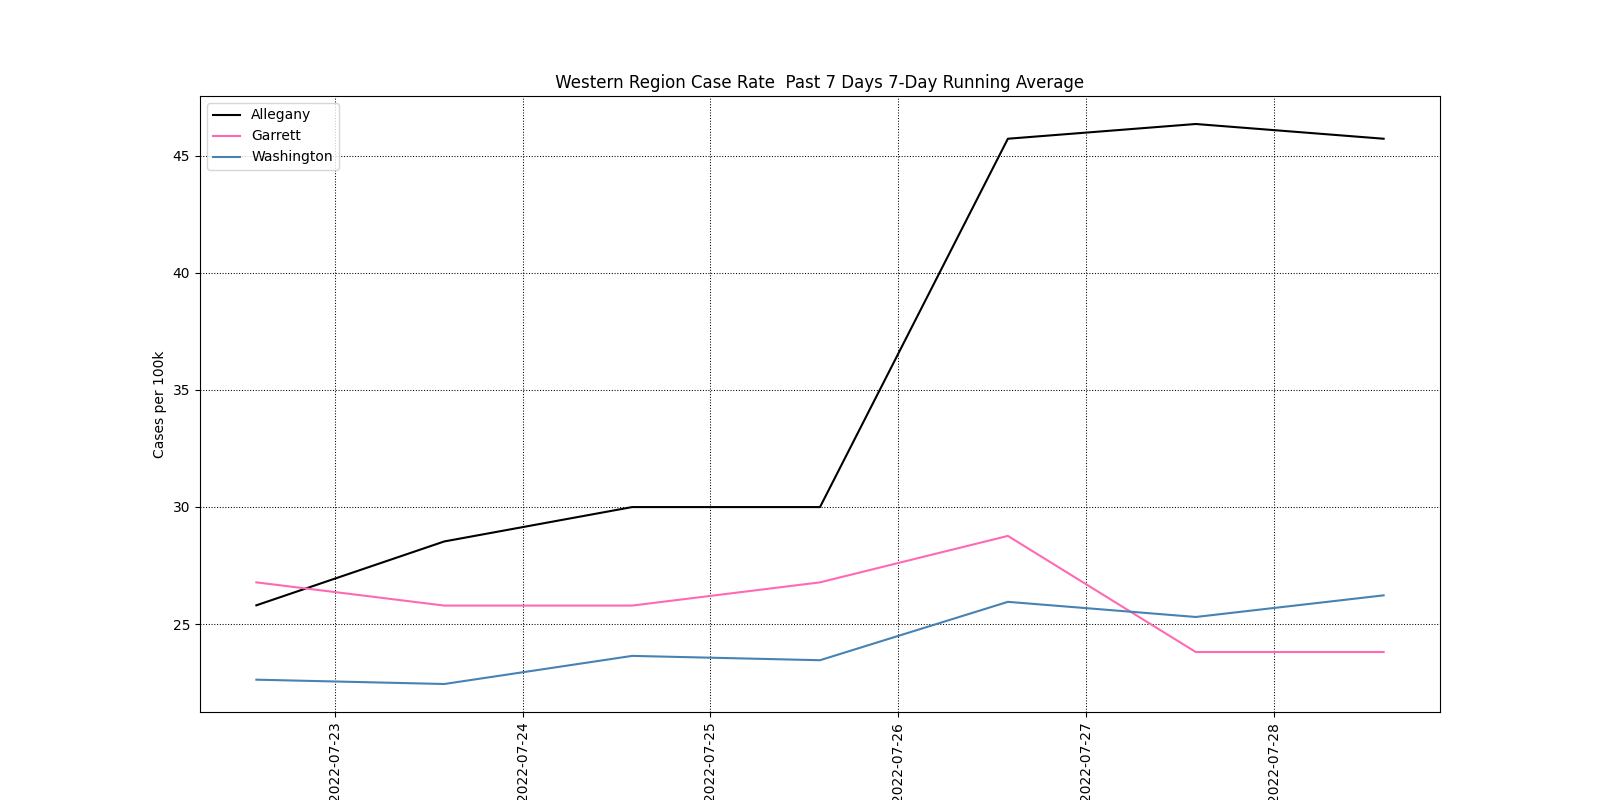 Western Region Case Rate  Past 7 Days 7-Day Running Average
Allegany
Garrett
Washington
45
40
35
30
25
Cases per 100k
2022-07-23
2022-07-24
2022-07-25
2022-07-26
2022-07-27
2022-07-28